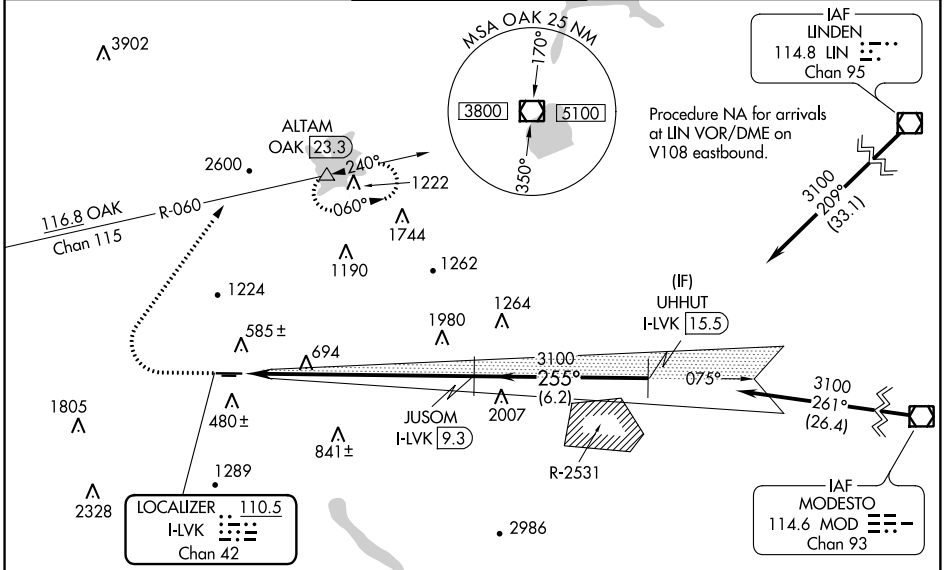 3902
MSA OAK 25 NM
170°
3800
5100
350°
IAF
LINDEN
114.8 LIN
Chan 95
Procedure NA for arrivals
at LIN VOR/DME on
V108 eastbound.
3100
209°
(33.1)
ALTAM
OAK 23.3
2600
240°
1222
060°
116.8 OAK
R-060
Chan 115
1744
1190
1262
1224
(IF)
UHHUT
I-LVK 15.5
1264
1980
585±
694
3100
255°
(6.2)
075°
3100
261°
(26.4)
JUSOM
I-LVK 9.3
2007
R-2531
1805
480±
841±
1289
2328
2986
LOCALIZER 110.5
I-LVK
Chan 42
IAF
MODESTO
114.6 MOD
Chan 93